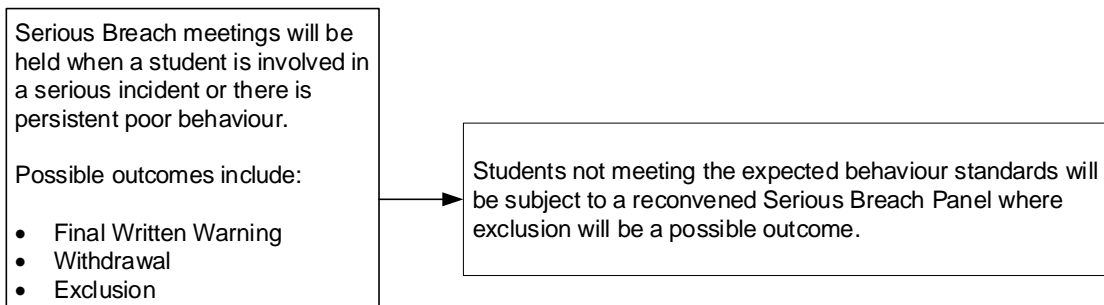 Serious Breach meetings will be
held when a student is involved in
a serious incident or there is
persistent poor behaviour.
Possible outcomes include:
• Final Written Warning
• Withdrawal
• Exclusion
Students not meeting the expected behaviour standards will
be subject to a reconvened Serious Breach Panel where
exclusion will be a possible outcome.